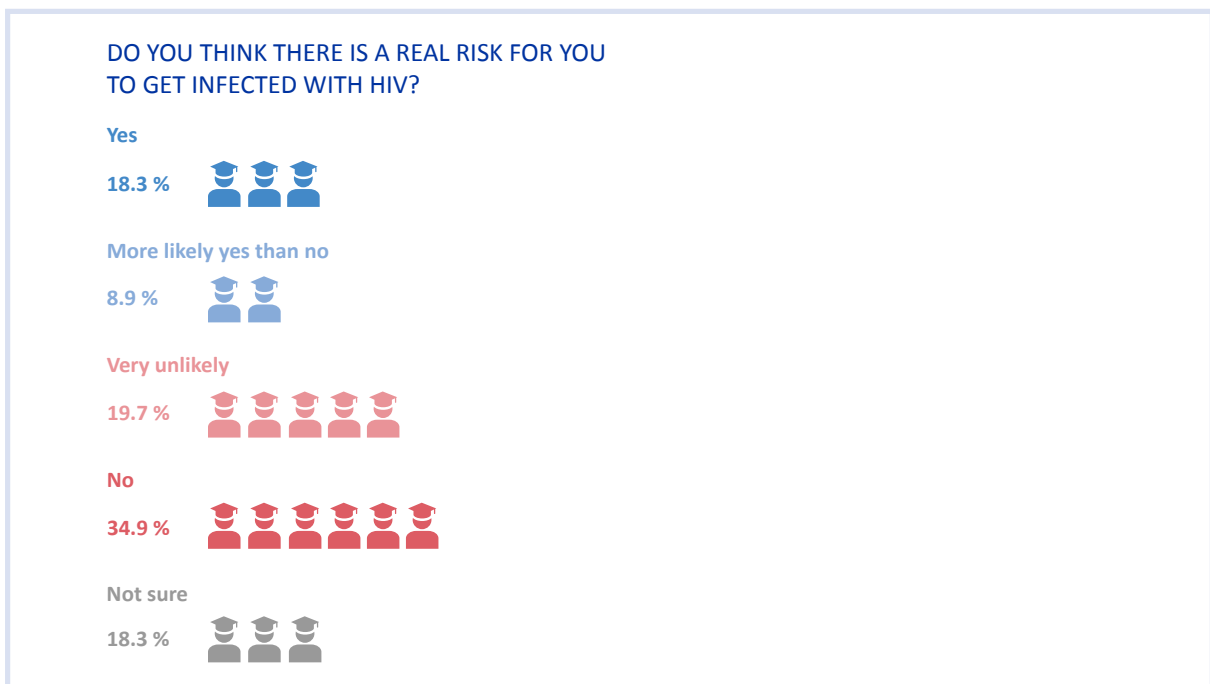 DO YOU THINK THERE IS A REAL RISK FOR YOU
TO GET INFECTED WITH HIV?
Yes
18.3 %
More likely yes than no
8.9 %
Very unlikely
19.7 %
No
34.9 %
Not sure
18.3 %